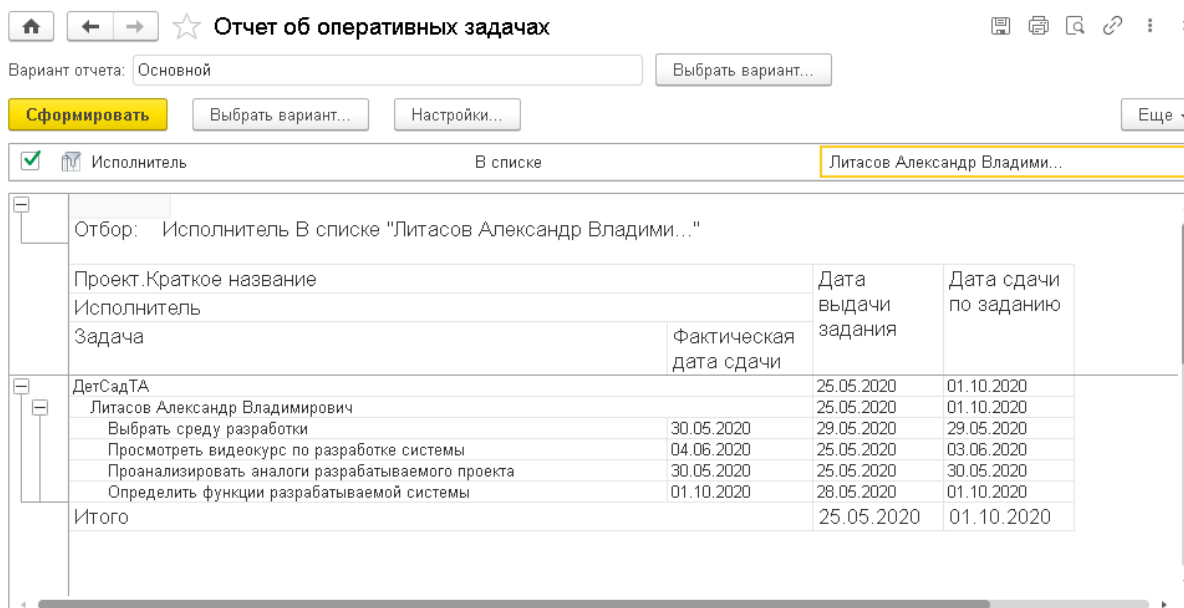 Отчет об оперативных задачах
Вариант отчета: Основной Выбрать вариант...
Сформировать Выбрать вариант... Настройки... Еще
Исполнитель В списке Литасов Александр Владими...
Отбор: Исполнитель В списке "Литасов Александр Владими..."
Проект.Краткое название Дата выдачи задания Дата сдачи по заданию
Исполнитель
Задача Фактическая дата сдачи
ДетСадТА 25.05.2020 01.10.2020
Литасов Александр Владимирович 25.05.2020 01.10.2020
Выбрать среду разработки 30.05.2020 29.05.2020 29.05.2020
Просмотреть видеокурс по разработке системы 04.06.2020 25.05.2020 03.06.2020
Проанализировать аналоги разрабатываемого проекта 30.05.2020 25.05.2020 30.05.2020
Определить функции разрабатываемой системы 01.10.2020 28.05.2020 01.10.2020
Итого 25.05.2020 01.10.2020